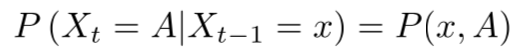 P (X_t = A|X_{t−1} = x) = P(x, A)